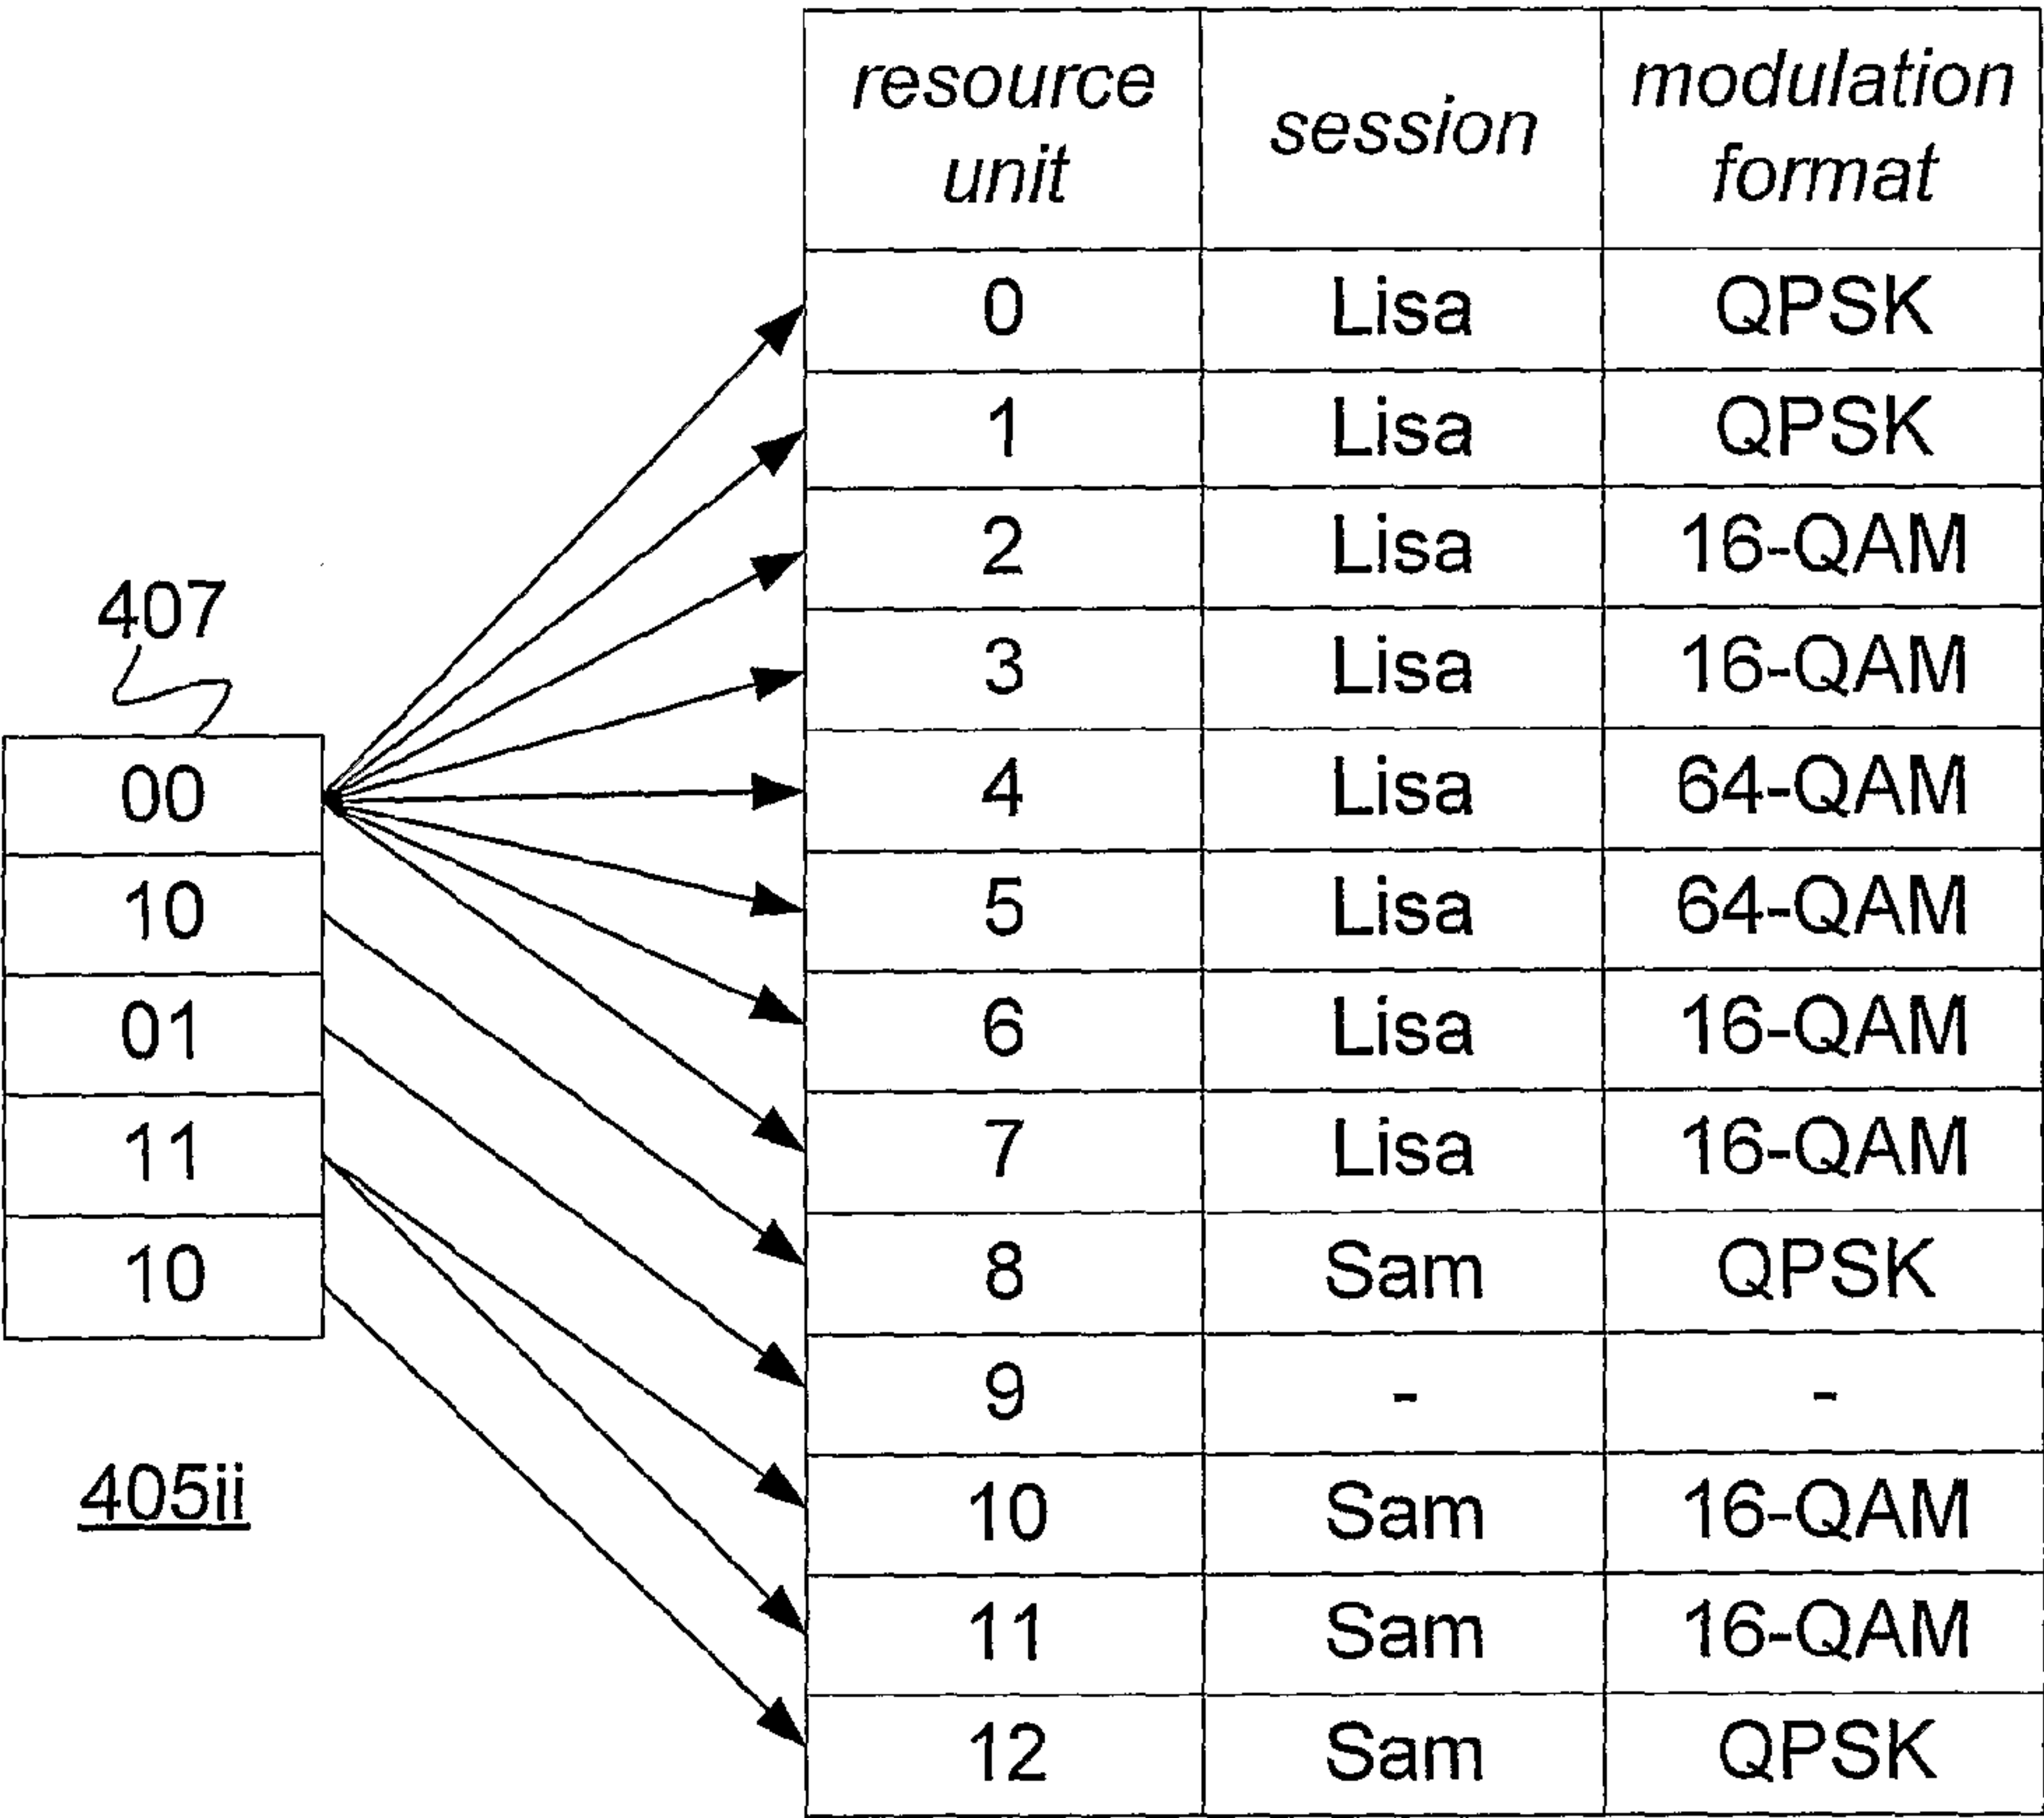 resource unit session modulation format
0 Lisa QPSK
1 Lisa QPSK
2 Lisa 16-QAM
3 Lisa 16-QAM
4 Lisa 64-QAM
5 Lisa 64-QAM
6 Lisa 16-QAM
7 Lisa 16-QAM
8 Sam QPSK
9 - -
10 Sam 16-QAM
11 Sam 16-QAM
12 Sam QPSK
407
00
10
01
11
10
405ii